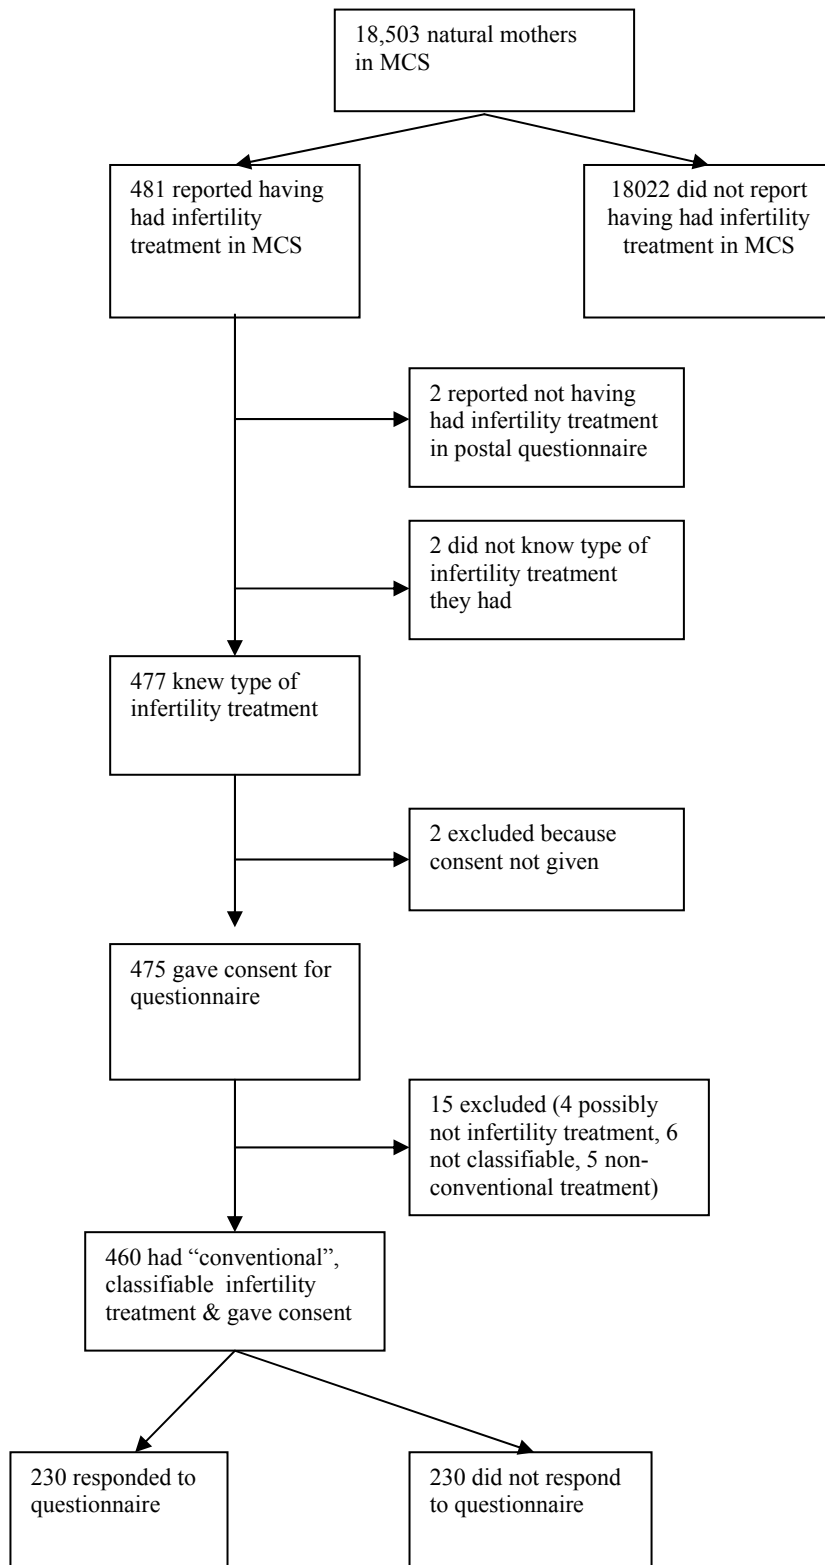 18,503 natural mothers
in MCS
481 reported having
had infertility
treatment in MCS
18022 did not report
having had infertility
treatment in MCS
2 reported not having
had infertility treatment
in postal questionnaire
2 did not know type of
infertility treatment
they had
477 knew type of
infertility treatment
2 excluded because
consent not given
475 gave consent for
questionnaire
15 excluded (4 possibly
not infertility treatment, 6
not classifiable, 5 non-
conventional treatment)
460 had “conventional”,
classifiable infertility
treatment & gave consent
230 responded to
questionnaire
230 did not respond
to questionnaire